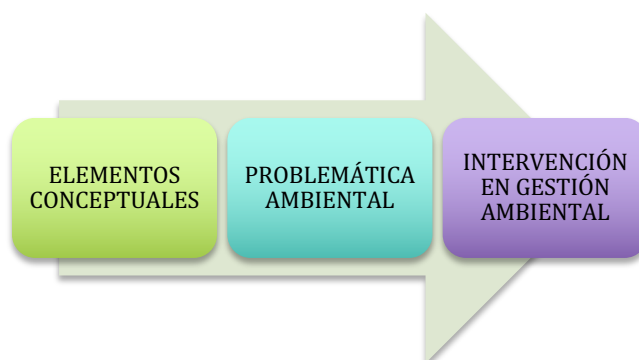 ELEMENTOS
CONCEPTUALES
PROBLEMÁTICA
AMBIENTAL
INTERVENCIÓN
EN GESTIÓN
AMBIENTAL